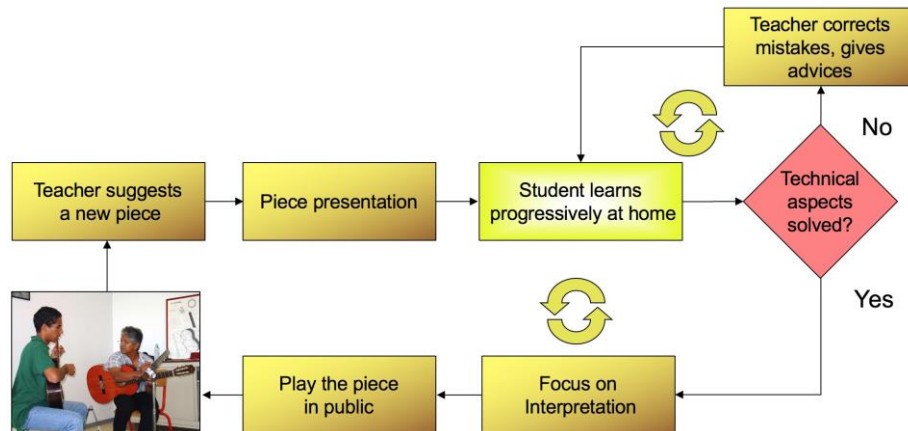 Teacher corrects
mistakes, gives
advices
No
Teacher suggests
a new piece
Piece presentation
Student learns
progressively at home
Technical
aspects
solved?
Yes
Play the piece
in public
Focus on
Interpretation